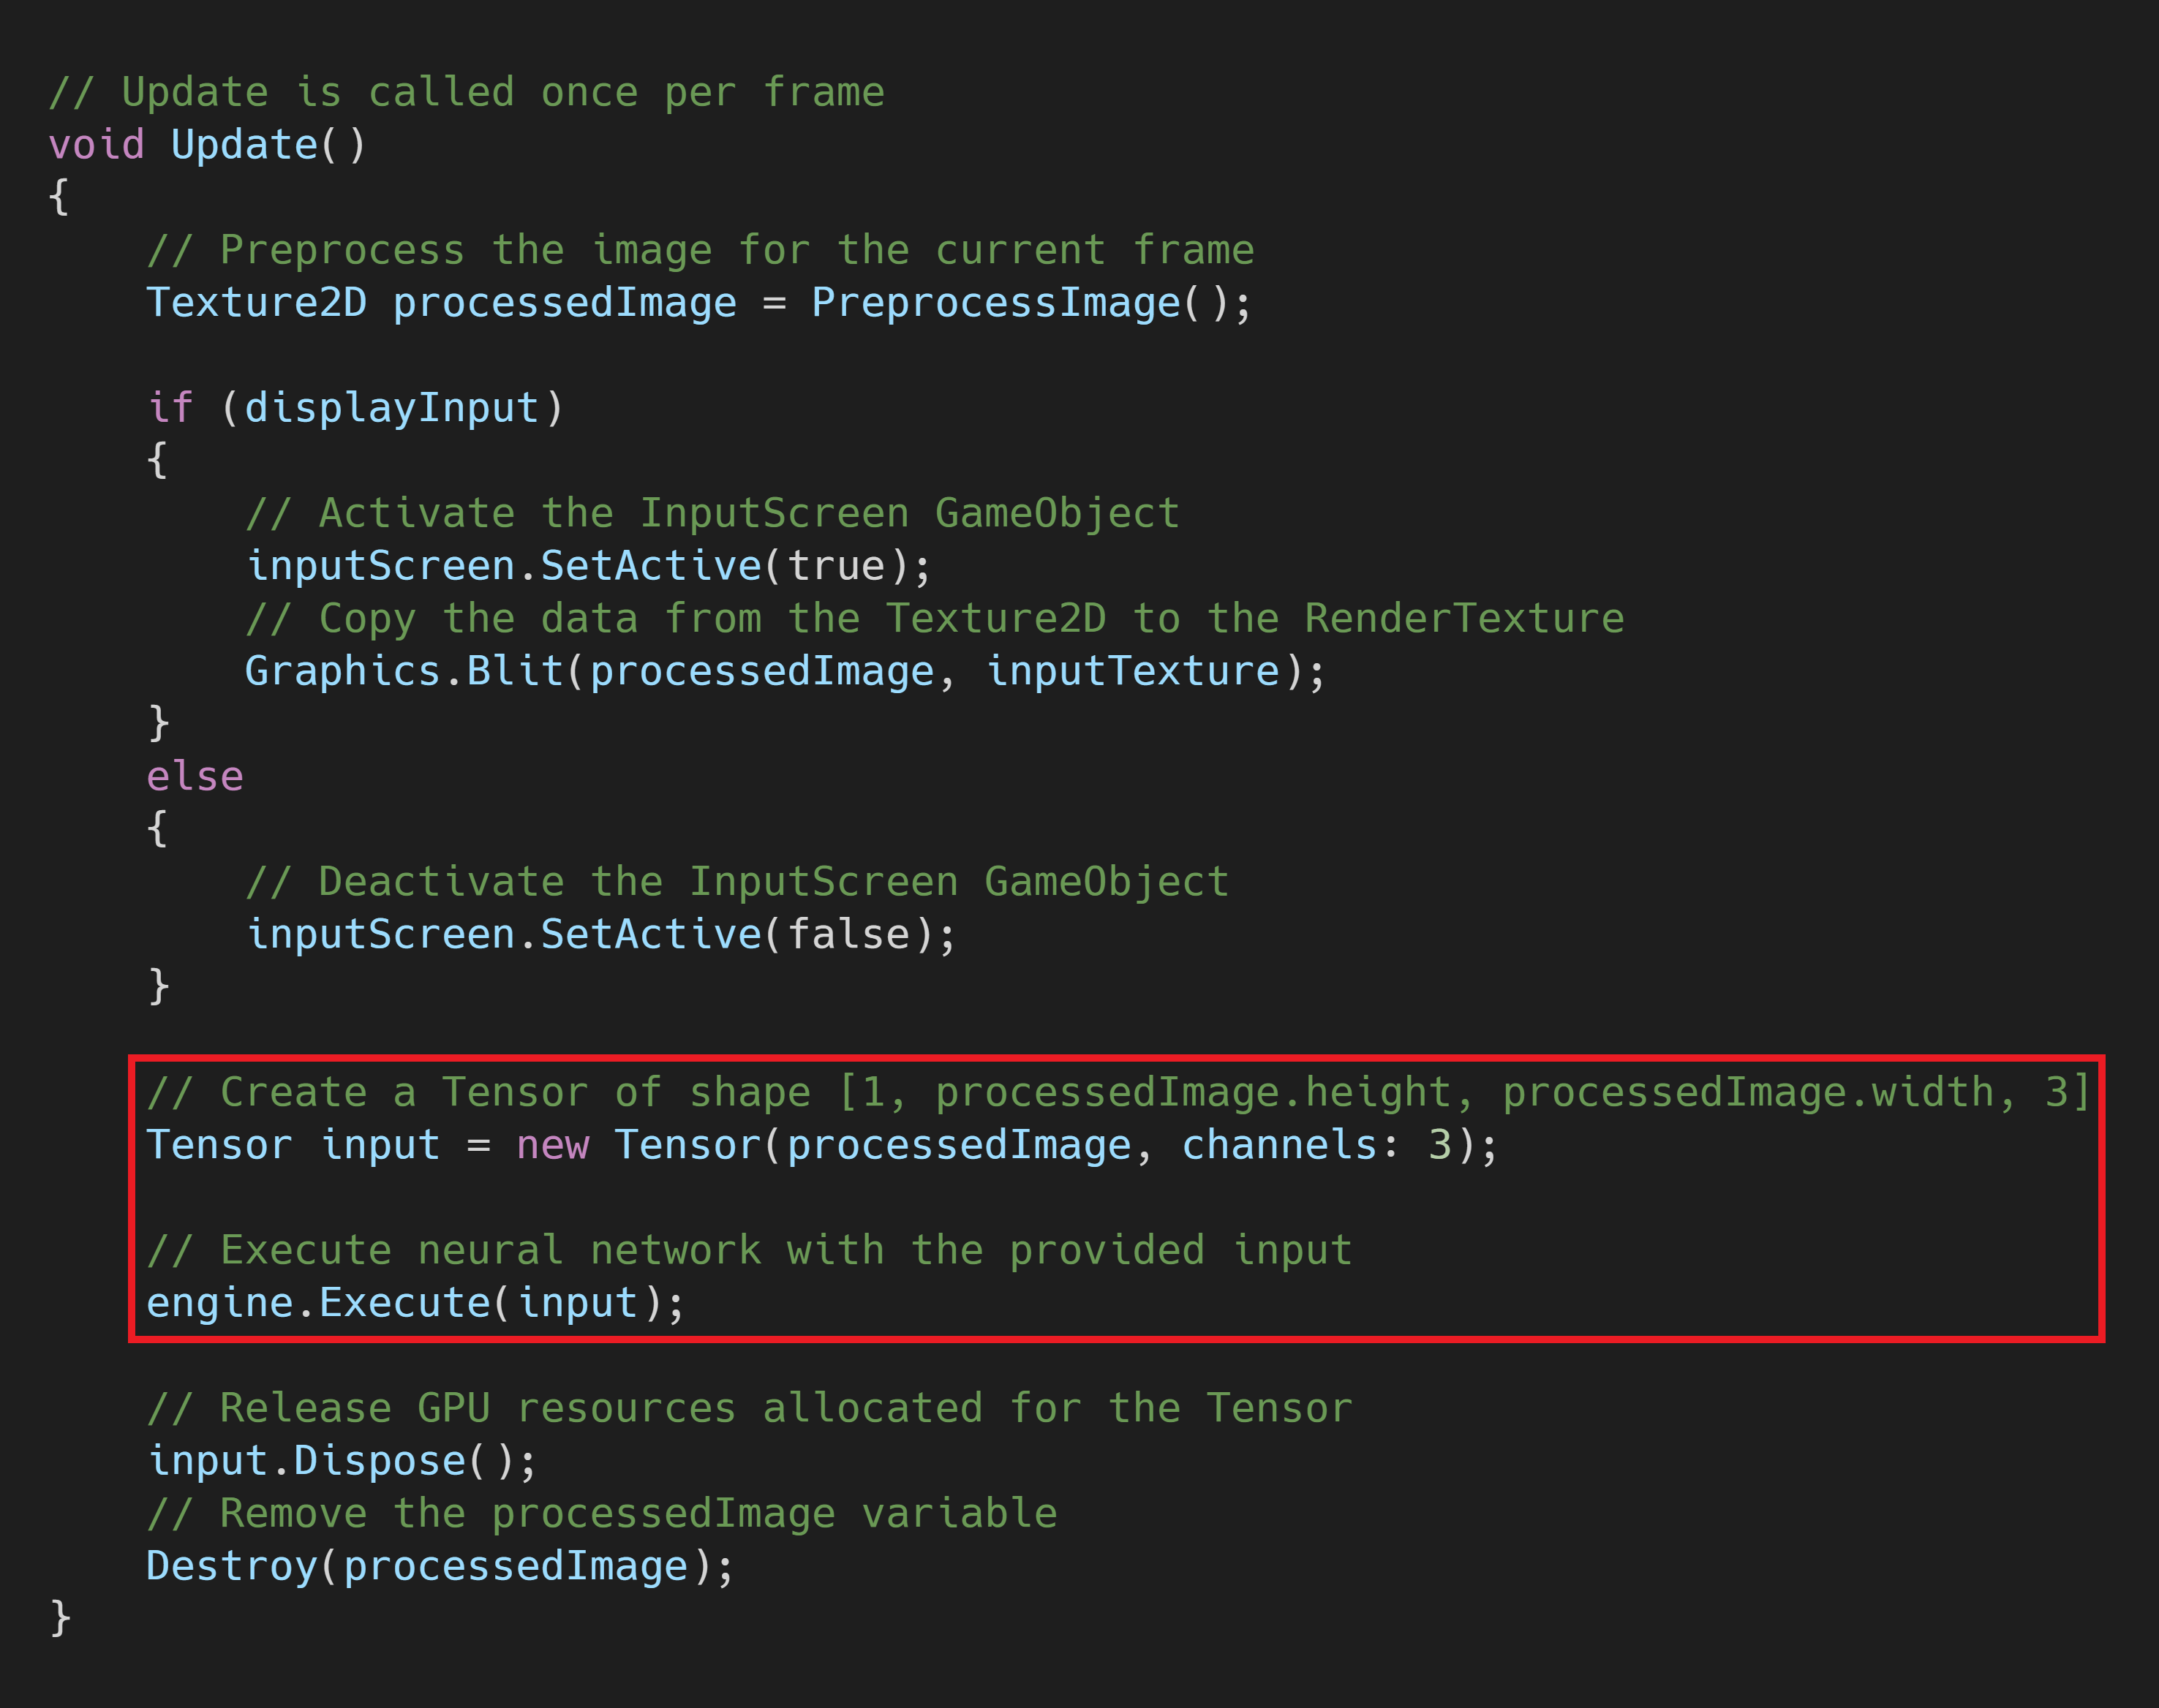 // Update is called once per frame
void Update()
{
    // Preprocess the image for the current frame
    Texture2D processedImage = PreprocessImage();

    if (displayInput)
    {
        // Activate the InputScreen GameObject
        inputScreen.SetActive(true);
        // Copy the data from the Texture2D to the RenderTexture
        Graphics.Blit(processedImage, inputTexture);
    }
    else
    {
        // Deactivate the InputScreen GameObject
        inputScreen.SetActive(false);
    }

    // Create a Tensor of shape [1, processedImage.height, processedImage.width, 3]
    Tensor input = new Tensor(processedImage, channels: 3);

    // Execute neural network with the provided input
    engine.Execute(input);

    // Release GPU resources allocated for the Tensor
    input.Dispose();
    // Remove the processedImage variable
    Destroy(processedImage);
}